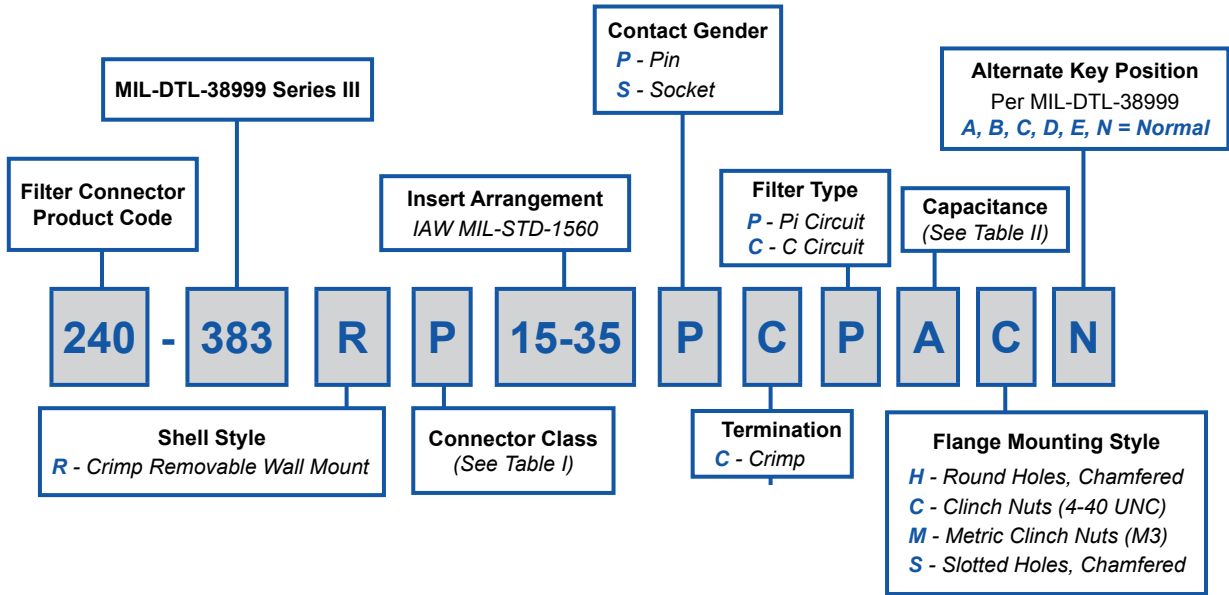 Contact Gender
P - Pin
S - Socket
MIL-DTL-38999 Series III
Alternate Key Position
Per MIL-DTL-38999
A, B, C, D, E, N = Normal
Filter Connector
Product Code
Insert Arrangement
IAW MIL-STD-1560
Filter Type
P - Pi Circuit
C - C Circuit
Capacitance
(See Table II)
240 - 383 R P 15-35 P C P A C N
Shell Style
R - Crimp Removable Wall Mount
Connector Class
(See Table I)
Termination
C - Crimp
Flange Mounting Style
H - Round Holes, Chamfered
C - Clinch Nuts (4-40 UNC)
M - Metric Clinch Nuts (M3)
S - Slotted Holes, Chamfered